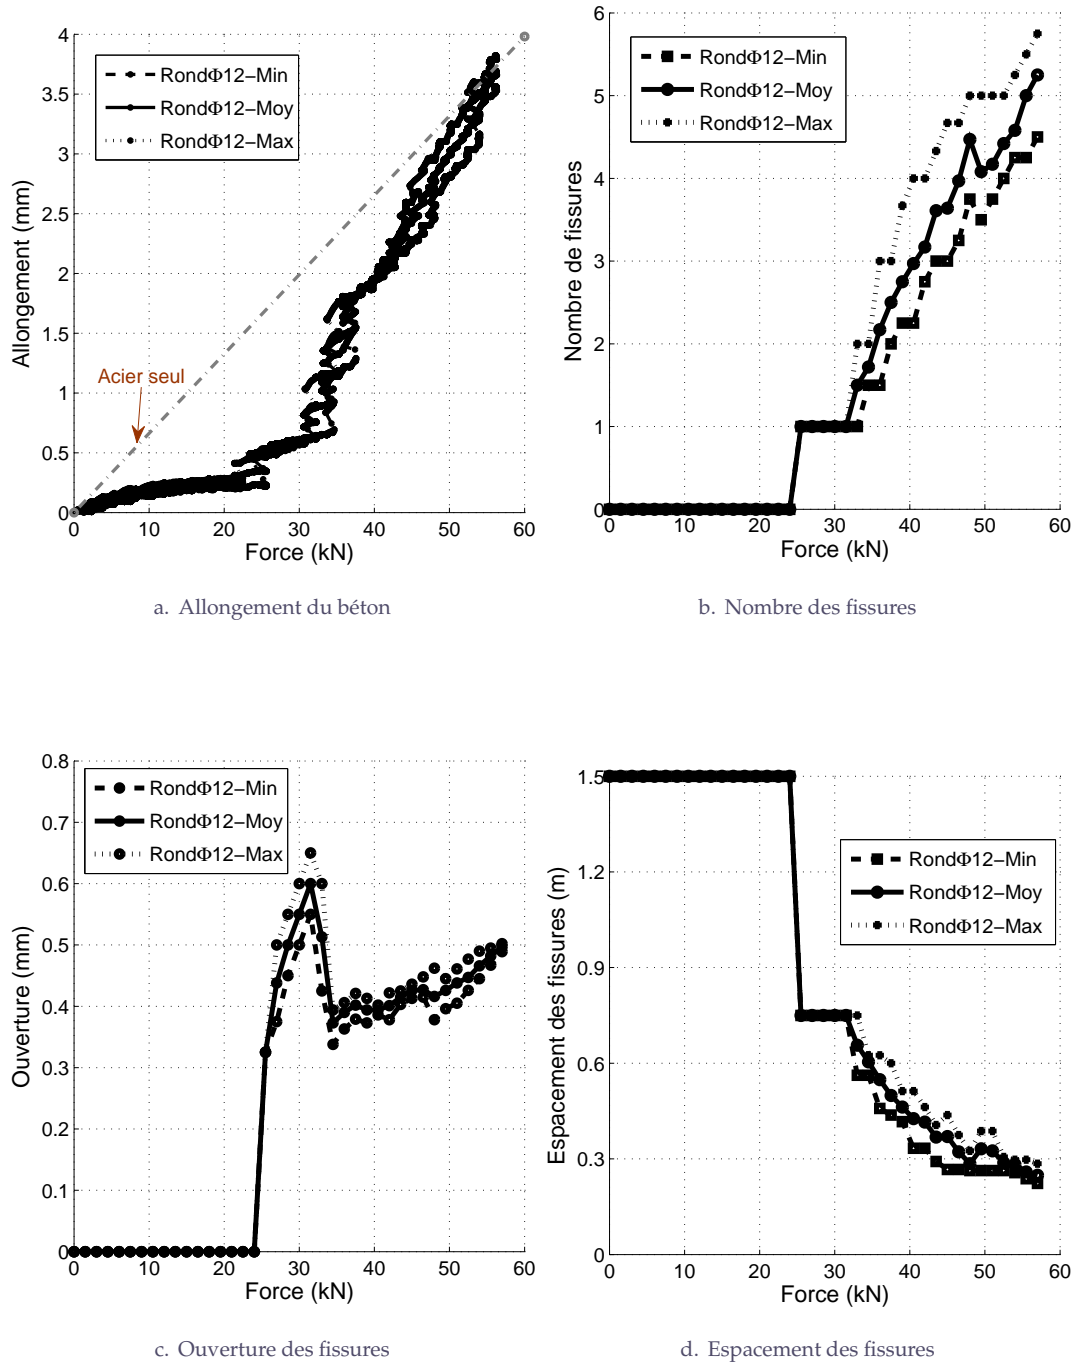 4
3.5
3
2.5
2
1.5
1
0.5
0
Allongement (mm)
RondΦ12−Min
RondΦ12−Moy
RondΦ12−Max
Acier seul
0 10 20 30 40 50 60
Force (kN)
a. Allongement du béton
6
5
4
3
2
1
0
Nombre de fissures
RondΦ12−Min
RondΦ12−Moy
RondΦ12−Max
0 10 20 30 40 50 60
Force (kN)
b. Nombre des fissures
0.8
0.7
0.6
0.5
0.4
0.3
0.2
0.1
0
Ouverture (mm)
RondΦ12−Min
RondΦ12−Moy
RondΦ12−Max
0 10 20 30 40 50 60
Force (kN)
c. Ouverture des fissures
1.5
1.2
0.9
0.6
0.3
0
Espacement des fissures (m)
RondΦ12−Min
RondΦ12−Moy
RondΦ12−Max
0 10 20 30 40 50 60
Force (kN)
d. Espacement des fissures